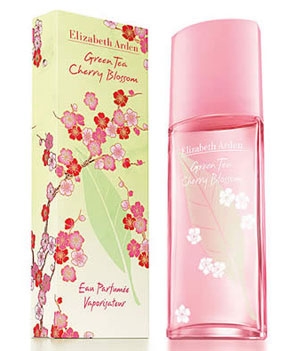 Elizabeth Arden
Green Tea
Cherry Blossom
Eau Parfumée
Vaporisateur
Elizabeth Arden
Green Tea
Cherry Blossom